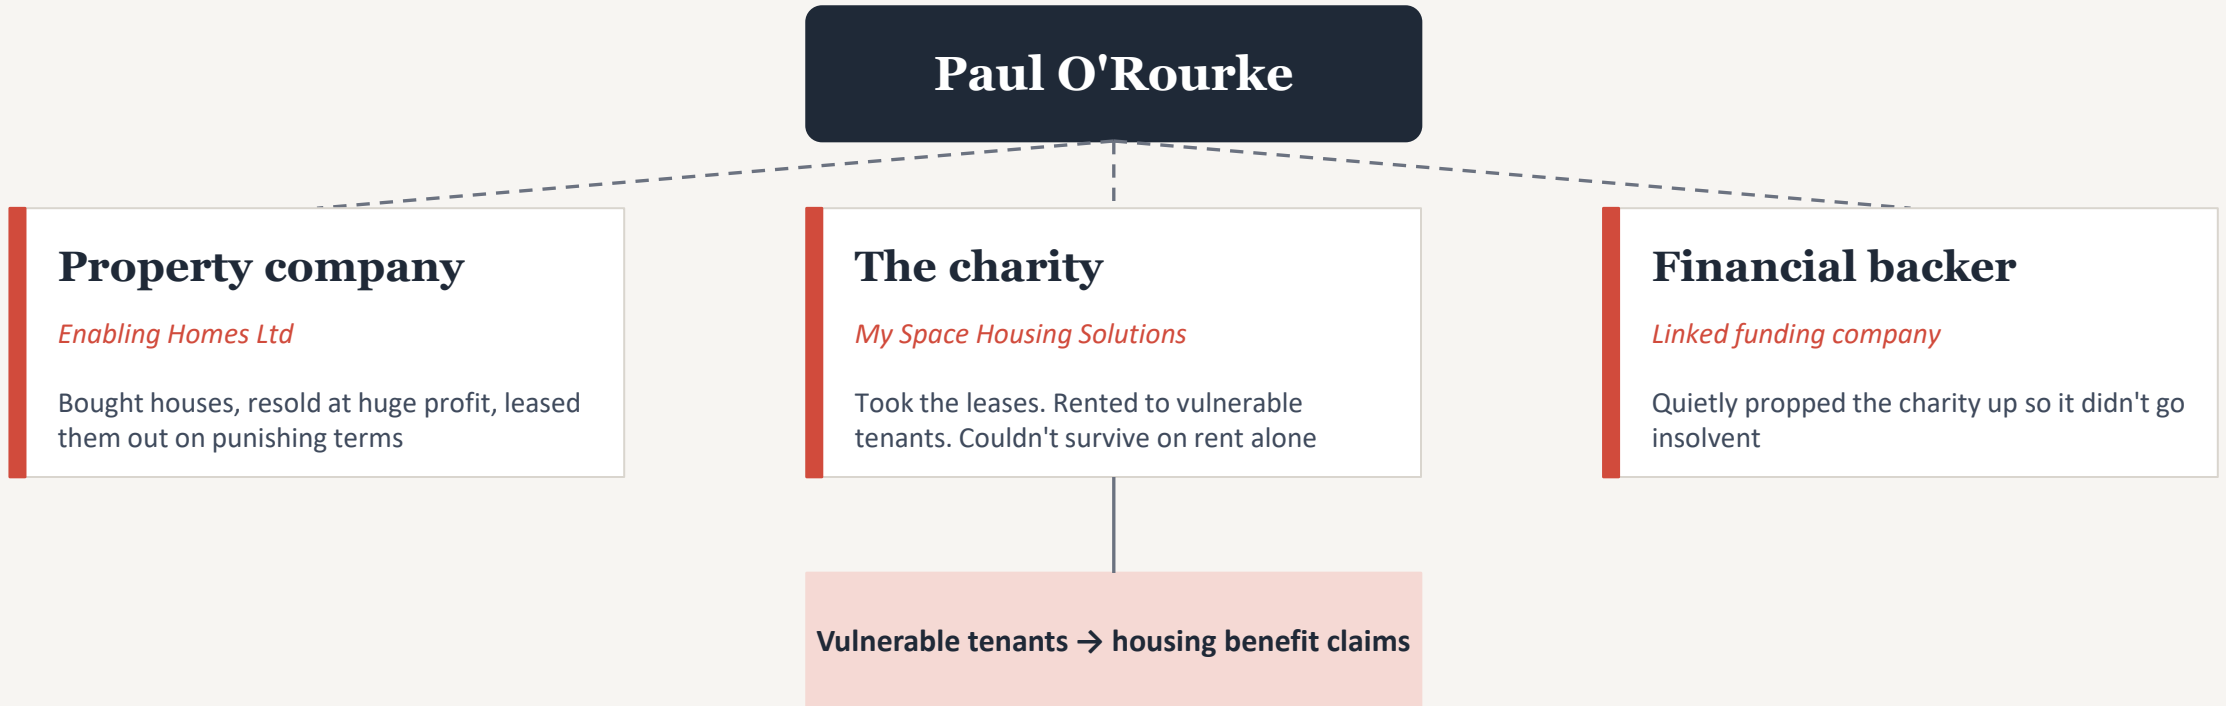 Paul O'Rourke
Property company
Enabling Homes Ltd
Bought houses, resold at huge profit, leased
them out on punishing terms
The charity
My Space Housing Solutions
Took the leases. Rented to vulnerable
tenants. Couldn't survive on rent alone
Financial backer
Linked funding company
Quietly propped the charity up so it didn't go
insolvent
Vulnerable tenants → housing benefit claims